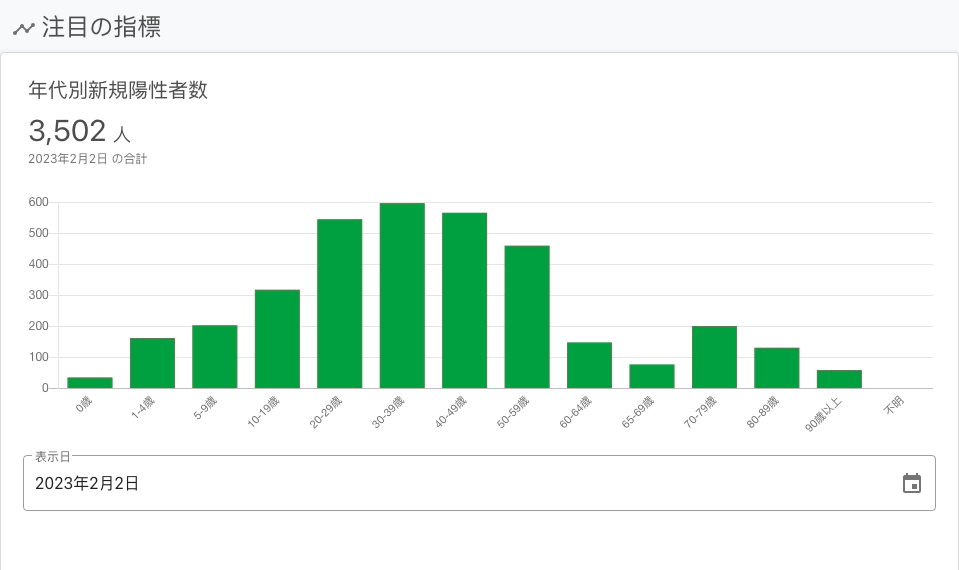 注目の指標
年代別新規陽性者数
3,502 人
2023年2月2日 の合計
600
500
400
300
200
100
0
0歳
1-4歳
5-9歳
10-19歳
20-29歳
30-39歳
40-49歳
50-59歳
60-64歳
65-69歳
70-79歳
80-89歳
90歳以上
不明
表示日
2023年2月2日